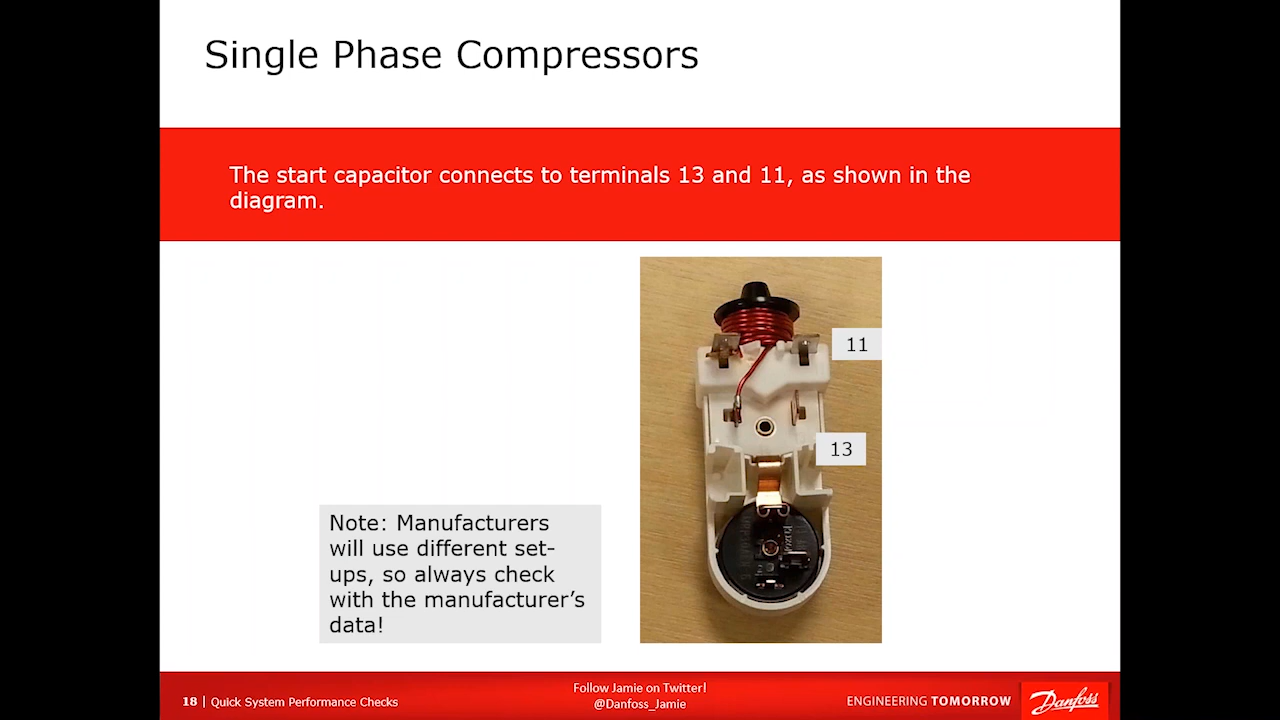 Single Phase Compressors
The start capacitor connects to terminals 13 and 11, as shown in the
diagram.
11
13
Note: Manufacturers
will use different set-
ups, so always check
with the manufacturer's
data!
18 | Quick System Performance Checks
Follow Jamie on Twitter!
@Danfoss_Jamie
ENGINEERING TOMORROW
Danfoss